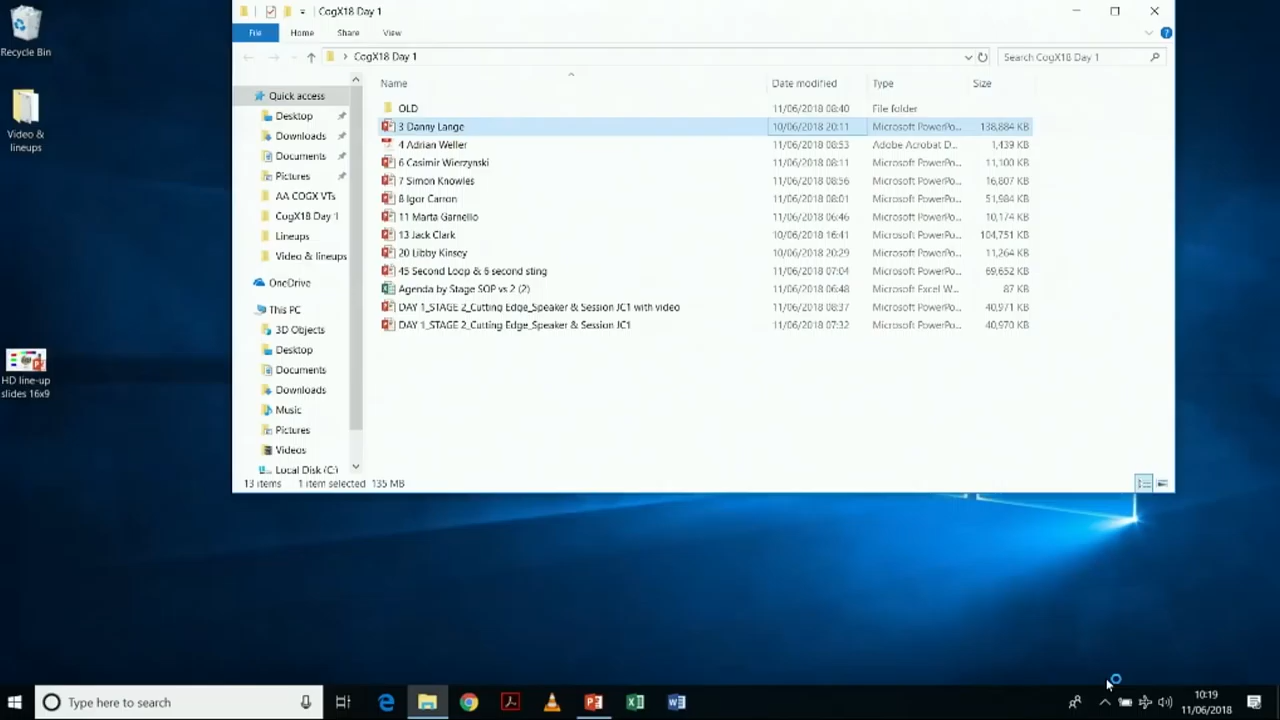 CogX18 Day 1
File Home Share View
CogX18 Day 1
Search CogX18 Day 1
Recycle Bin
Video & lineups
HD line-up slides 16x9
Quick access
Desktop
Downloads
Documents
Pictures
AA COGX VTs
CogX18 Day 1
Lineups
Video & lineups
OneDrive
This PC
3D Objects
Desktop
Documents
Downloads
Music
Pictures
Videos
Local Disk (C:)
Name Date modified Type Size
OLD 11/06/2018 08:40 File folder
3 Danny Lange 10/06/2018 20:11 Microsoft PowerPo... 138,884 KB
4 Adrian Weller 11/06/2018 08:53 Adobe Acrobat D... 1,439 KB
6 Casimir Wierzynski 11/06/2018 08:11 Microsoft PowerPo... 11,100 KB
7 Simon Knowles 11/06/2018 08:56 Microsoft PowerPo... 16,807 KB
8 Igor Carron 11/06/2018 08:01 Microsoft PowerPo... 51,984 KB
11 Marta Garnello 11/06/2018 06:46 Microsoft PowerPo... 10,174 KB
13 Jack Clark 10/06/2018 16:41 Microsoft PowerPo... 104,751 KB
20 Libby Kinsey 10/06/2018 20:29 Microsoft PowerPo... 11,264 KB
45 Second Loop & 6 second sting 11/06/2018 07:04 Microsoft PowerPo... 69,652 KB
Agenda by Stage SOP vs 2 (2) 11/06/2018 06:48 Microsoft Excel W... 87 KB
DAY 1_STAGE 2_Cutting Edge_Speaker & Session JC1 with video 11/06/2018 08:37 Microsoft PowerPo... 40,971 KB
DAY 1_STAGE 2_Cutting Edge_Speaker & Session JC1 11/06/2018 07:32 Microsoft PowerPo... 40,970 KB
13 items 1 item selected 135 MB
Type here to search
10:19
11/06/2018